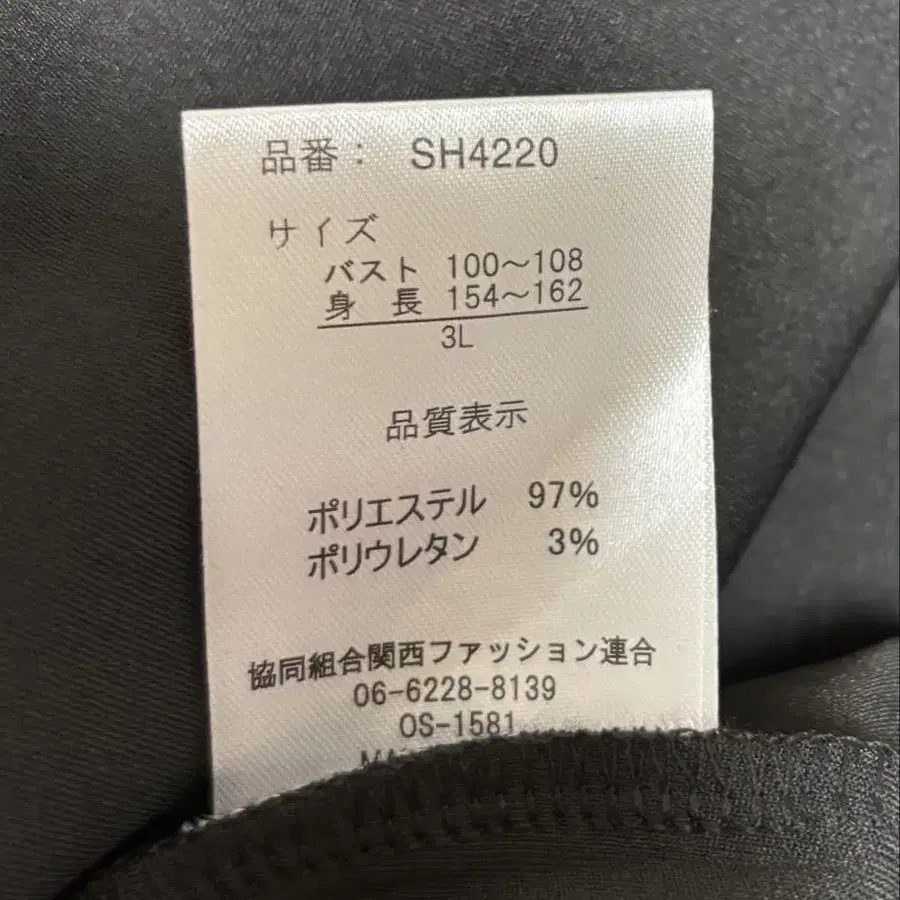 品番： SH4220
サイズ
バスト 100～108
身 長 154～162
3L
品質表示
ポリエステル 97%
ポリウレタン 3%
協同組合関西ファッション連合
06-6228-8139
OS-1581